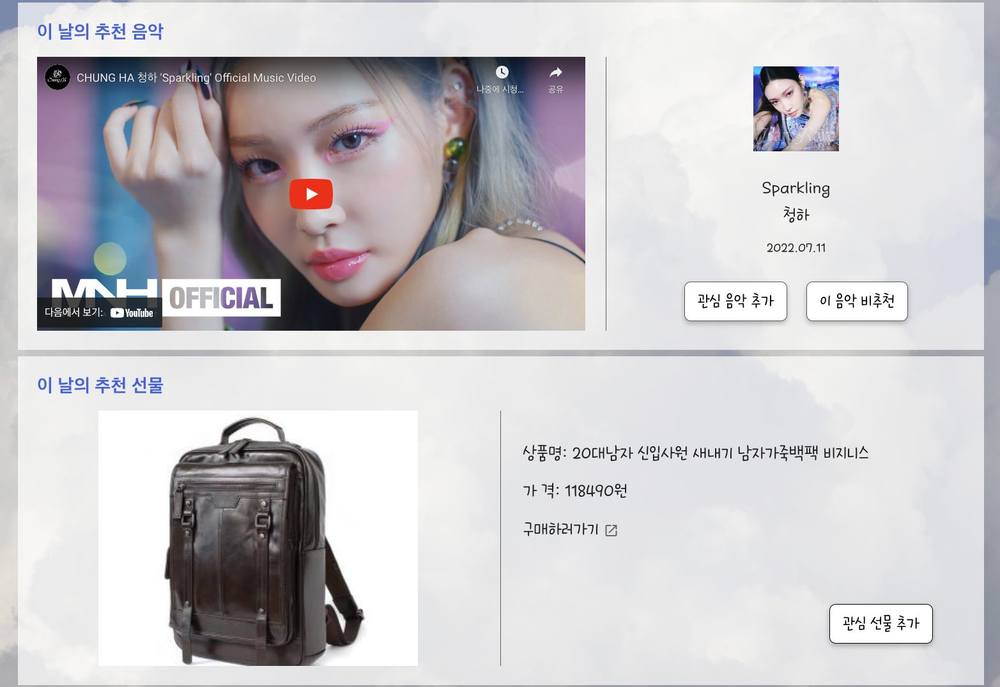 이 날의 추천 음악
CHUNG HA 청하 'Sparkling' Official Music Video
나중에 시청...
공유
MNH OFFICIAL
다음에서 보기: YouTube
Sparkling
청하
2022.07.11
관심 음악 추가
이 음악 비추천
이 날의 추천 선물
상품명: 20대남자 신입사원 새내기 남자가죽백팩 비지니스
가 격: 118490원
구매하러가기
관심 선물 추가